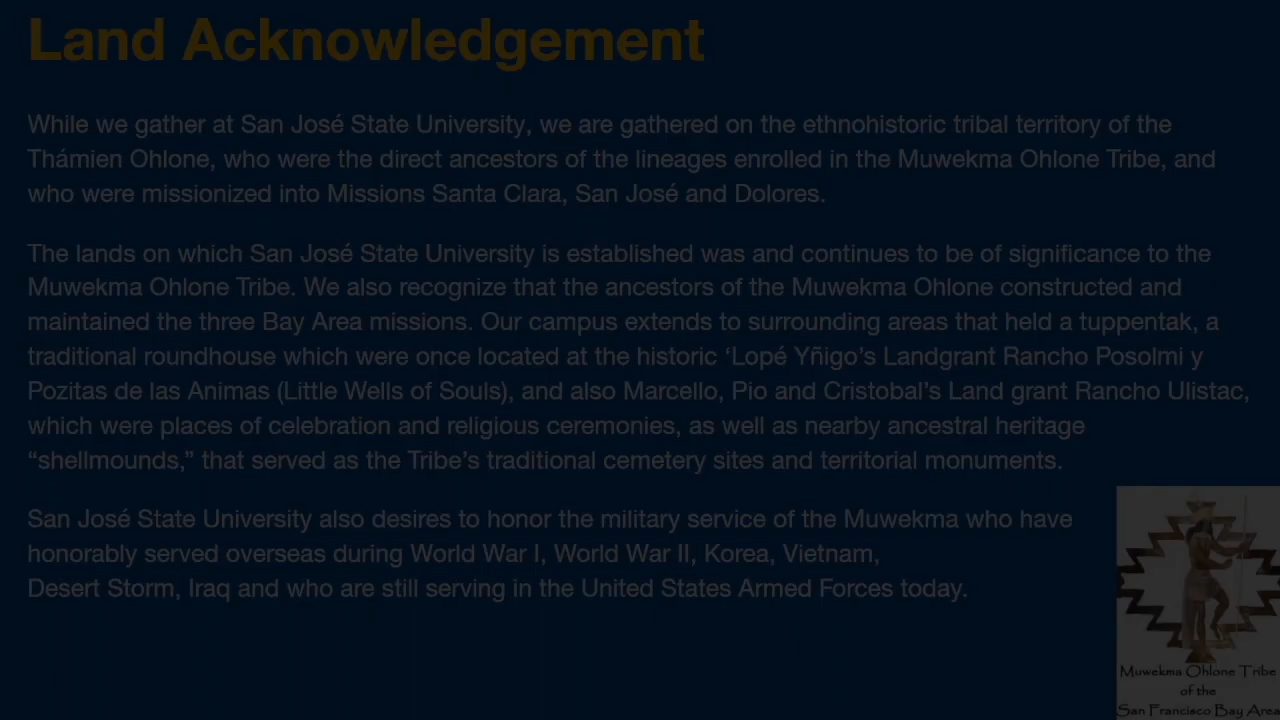 Land Acknowledgement
While we gather at San José State University, we are gathered on the ethnohistoric tribal territory of the
Thámien Ohlone, who were the direct ancestors of the lineages enrolled in the Muwekma Ohlone Tribe, and
who were missionized into Missions Santa Clara, San José and Dolores.
The lands on which San José State University is established was and continues to be of significance to the
Muwekma Ohlone Tribe. We also recognize that the ancestors of the Muwekma Ohlone constructed and
maintained the three Bay Area missions. Our campus extends to surrounding areas that held a tuppentak, a
traditional roundhouse which were once located at the historic ‘Lopé Yñigo’s Landgrant Rancho Posolmi y
Pozitas de las Animas (Little Wells of Souls), and also Marcello, Pio and Cristobal’s Land grant Rancho Ulistac,
which were places of celebration and religious ceremonies, as well as nearby ancestral heritage
“shellmounds,” that served as the Tribe’s traditional cemetery sites and territorial monuments.
San José State University also desires to honor the military service of the Muwekma who have
honorably served overseas during World War I, World War II, Korea, Vietnam,
Desert Storm, Iraq and who are still serving in the United States Armed Forces today.
Muwekma Ohlone Tribe
of the
San Francisco Bay Area